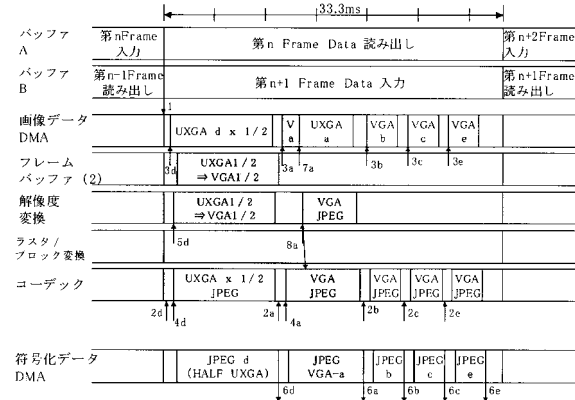 33.3ms
バッファ
A
第nFrame
入力
第n Frame Data 読み出し
第n+2Frame
入力
バッファ
B
第n-1Frame
読み出し
第n+1 Frame Data 入力
第n+1Frame
読み出し
1
画像データ
DMA
UXGA d x 1/2
V
a
UXGA
a
VGA
b
VGA
c
VGA
e
3d
3a
7a
3b
3c
3e
フレーム
バッファ (2)
UXGA1/2
⇒VGA1/2
解像度
変換
UXGA1/2
⇒VGA1/2
VGA
JPEG
5d
8a
ラスタ/
ブロック変換
コーデック
UXGA x 1/2
JPEG
VGA
JPEG
VGA
JPEG
VGA
JPEG
VGA
JPEG
2d
4d
2a
4a
2b
2c
2e
符号化データ
DMA
JPEG d
(HALF UXGA)
JPEG
VGA-a
JPEG
b
JPEG
c
JPEG
e
6d
6a
6b
6c
6e